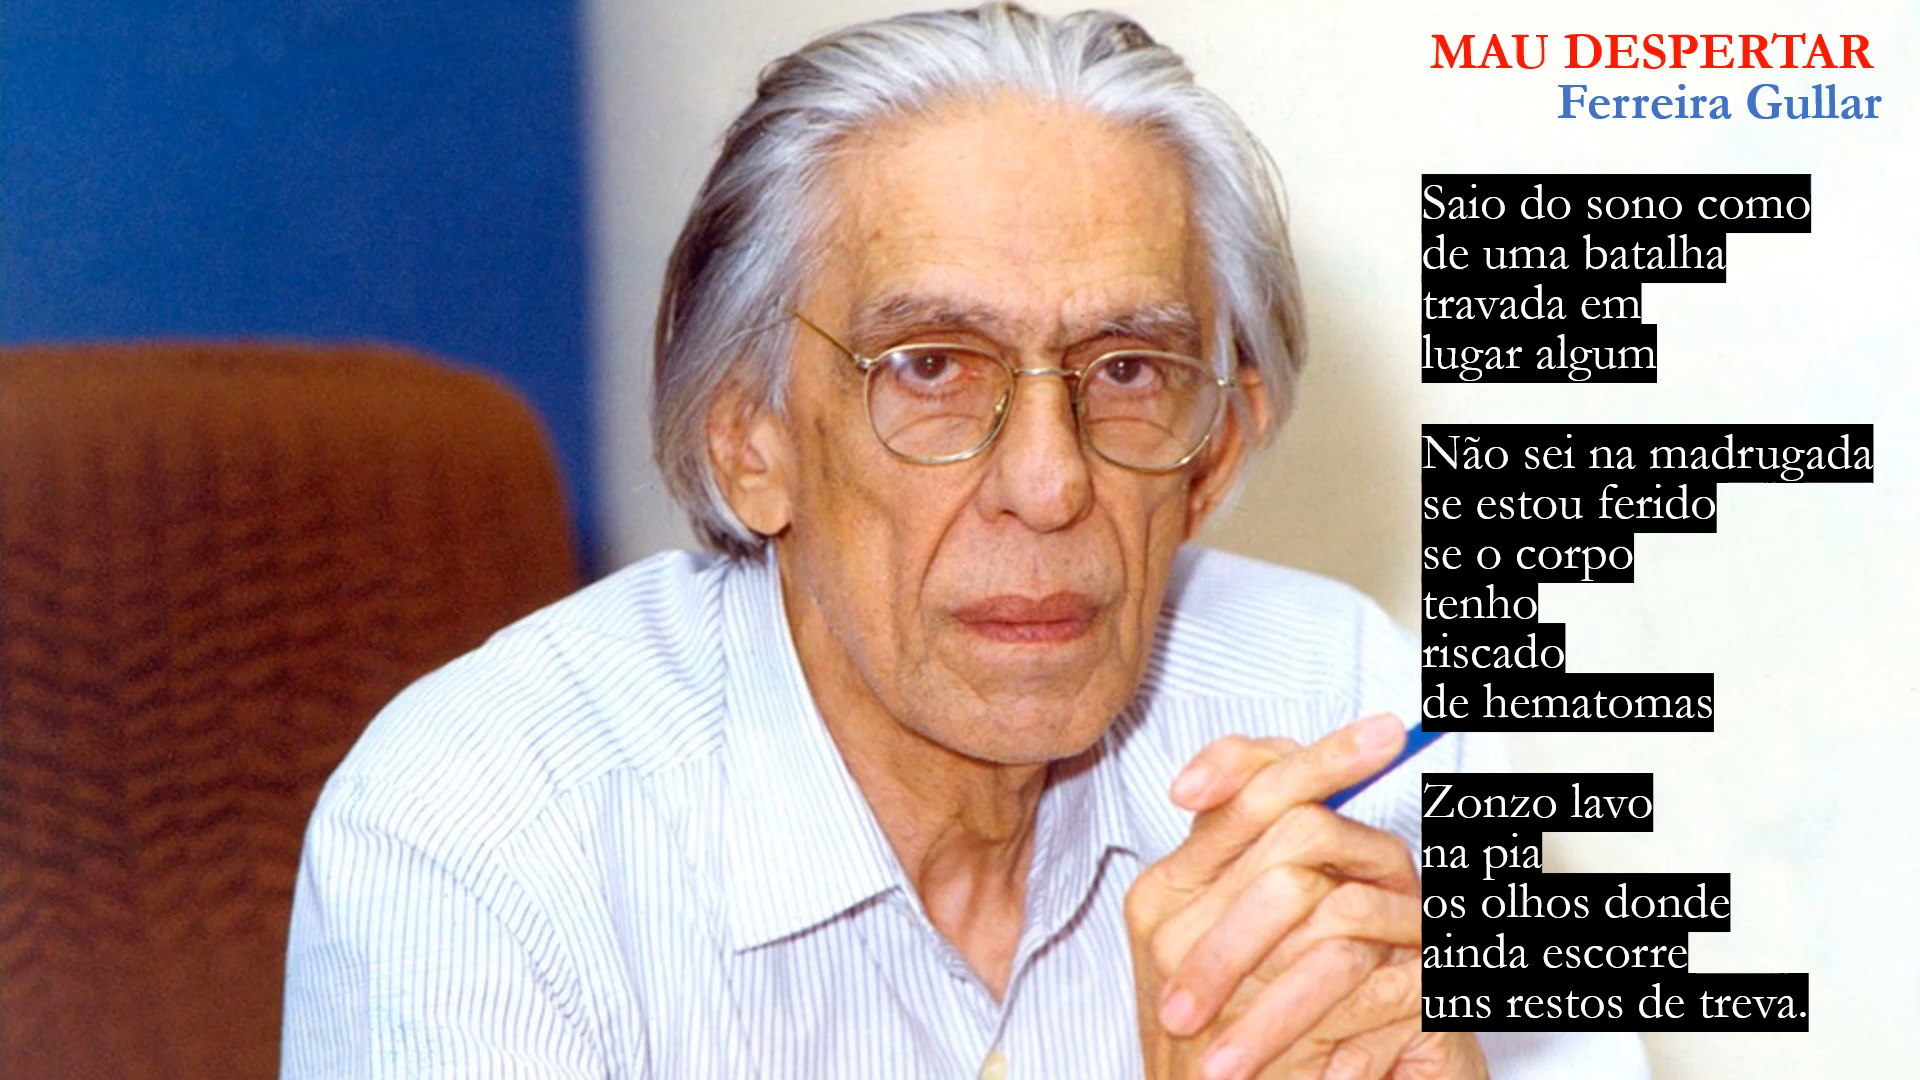 MAU DESPERTAR
Ferreira Gullar
Saio do sono como
de uma batalha
travada em
lugar algum
Não sei na madrugada
se estou ferido
se o corpo
tenho
riscado
de hematomas
Zonzo lavo
na pia
os olhos donde
ainda escorre
uns restos de treva.